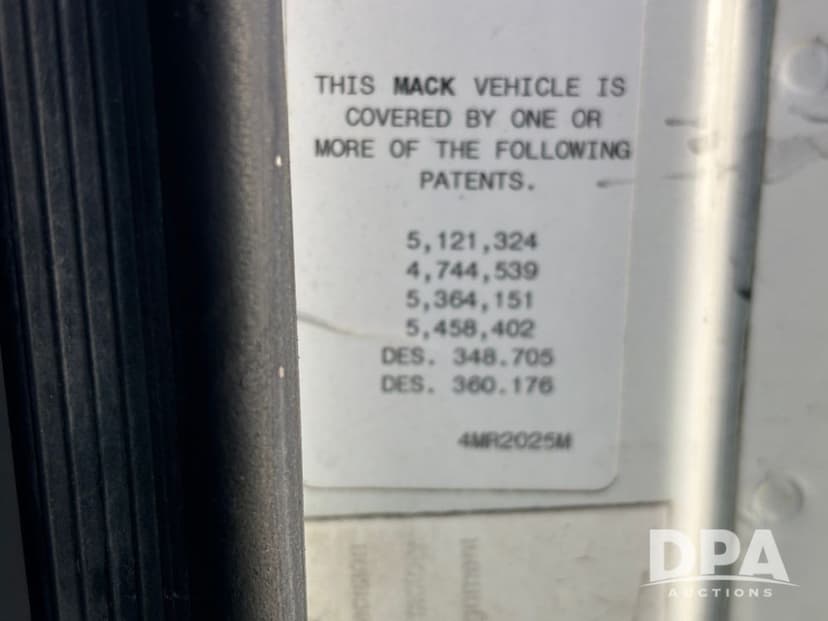 THIS MACK VEHICLE IS
COVERED BY ONE OR
MORE OF THE FOLLOWING
PATENTS.
5,121,324
4,744,539
5,364,151
5,458,402
DES. 348.705
DES. 360.176
4MR2025M
DPA
AUCTIONS